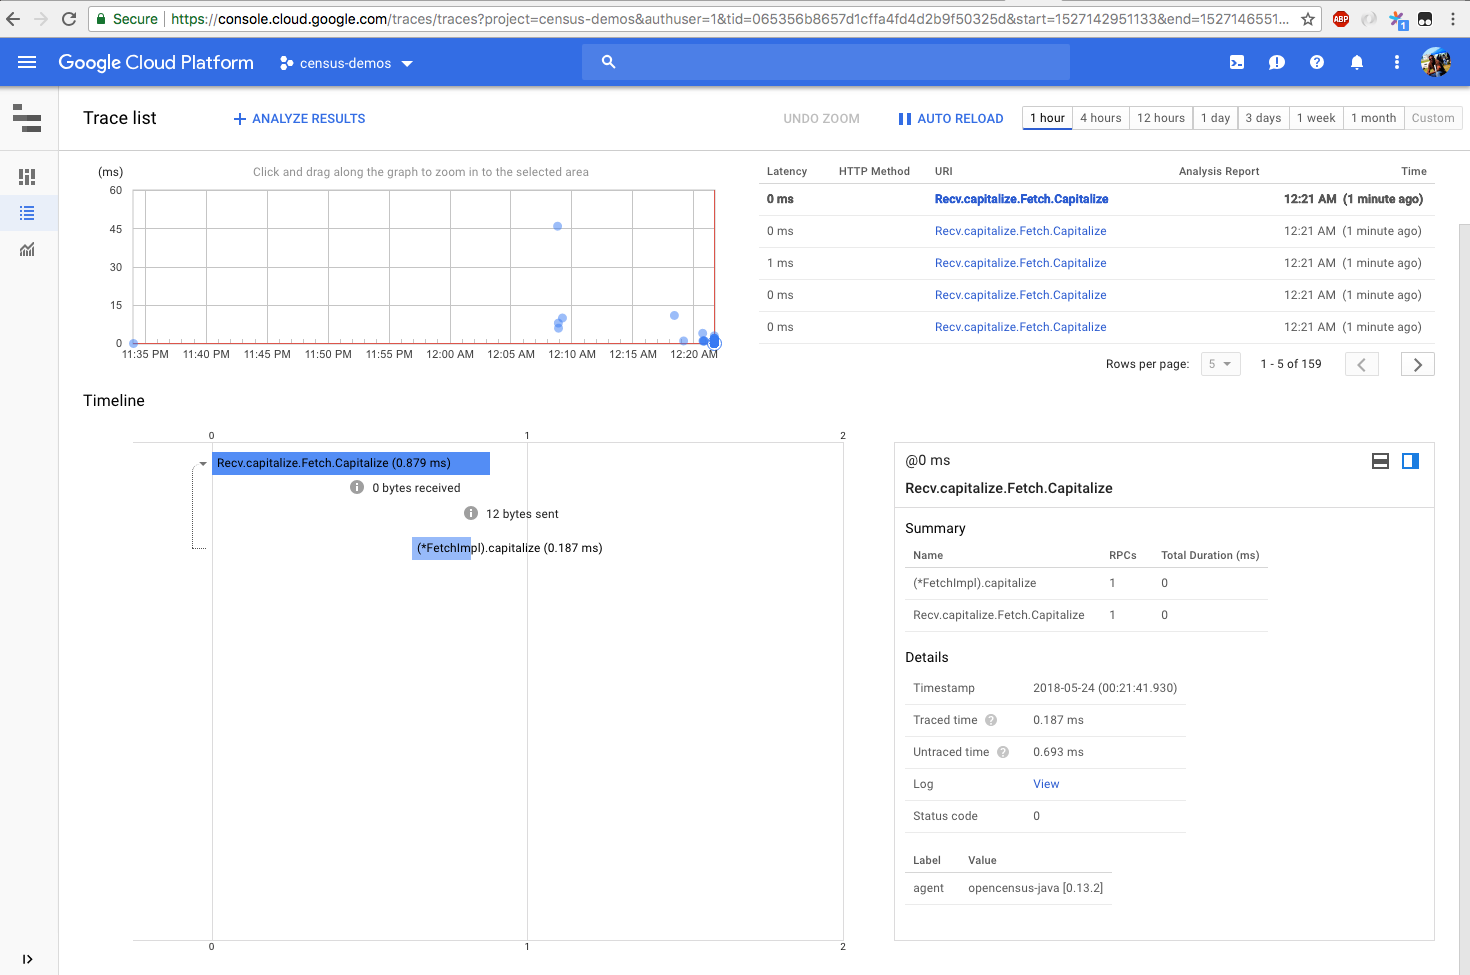 Secure https://console.cloud.google.com/traces/traces?project=census-demos&authuser=1&tid=065356b8657d1cffa4fd4d2b9f50325d&start=1527142951133&end=1527146551... ABP 1
Google Cloud Platform census-demos
Trace list ANALYZE RESULTS UNDO ZOOM AUTO RELOAD 1 hour 4 hours 12 hours 1 day 3 days 1 week 1 month Custom
(ms) Click and drag along the graph to zoom in to the selected area
60
45
30
15
0
11:35 PM 11:40 PM 11:45 PM 11:50 PM 11:55 PM 12:00 AM 12:05 AM 12:10 AM 12:15 AM 12:20 AM
Latency HTTP Method URI Analysis Report Time
0 ms Recv.capitalize.Fetch.Capitalize 12:21 AM (1 minute ago)
0 ms Recv.capitalize.Fetch.Capitalize 12:21 AM (1 minute ago)
1 ms Recv.capitalize.Fetch.Capitalize 12:21 AM (1 minute ago)
0 ms Recv.capitalize.Fetch.Capitalize 12:21 AM (1 minute ago)
0 ms Recv.capitalize.Fetch.Capitalize 12:21 AM (1 minute ago)
Rows per page: 5 1 - 5 of 159
Timeline
0 1 2
Recv.capitalize.Fetch.Capitalize (0.879 ms)
0 bytes received
12 bytes sent
(*FetchImpl).capitalize (0.187 ms)
0 1 2
@0 ms
Recv.capitalize.Fetch.Capitalize
Summary
Name RPCs Total Duration (ms)
(*FetchImpl).capitalize 1 0
Recv.capitalize.Fetch.Capitalize 1 0
Details
Timestamp 2018-05-24 (00:21:41.930)
Traced time ? 0.187 ms
Untraced time ? 0.693 ms
Log View
Status code 0
Label Value
agent opencensus-java [0.13.2]